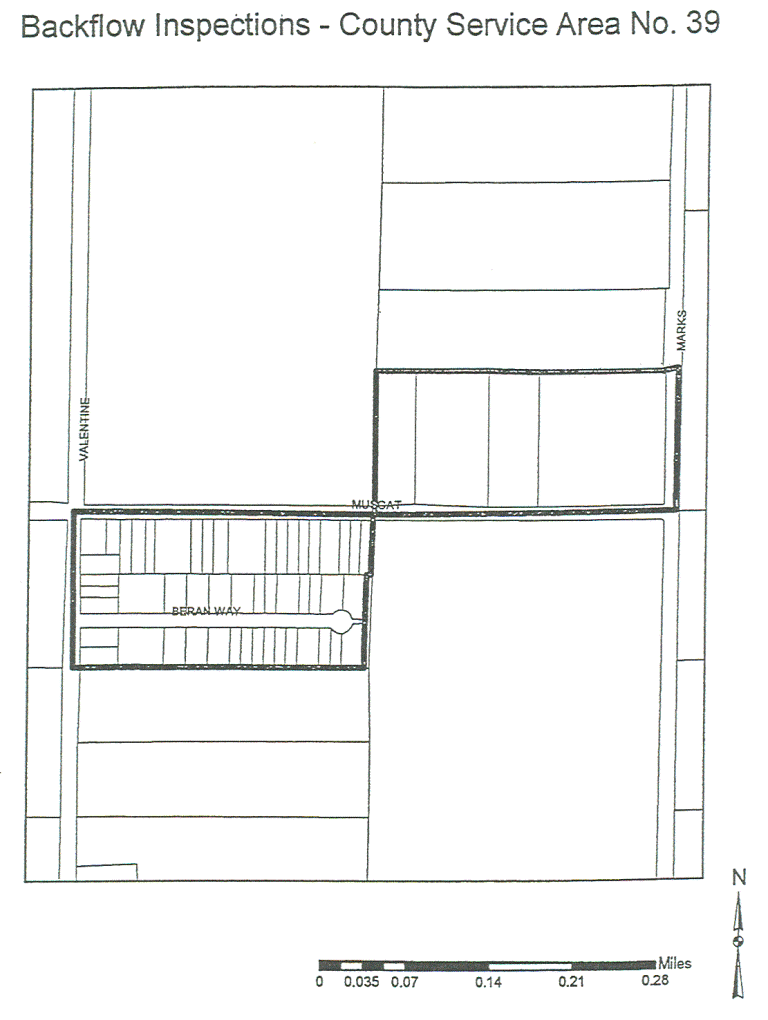 Backflow Inspections - County Service Area No. 39
MARKS
VALENTINE
MUSCAT
BERAN WAY
N
Miles
0 0.035 0.07 0.14 0.21 0.28